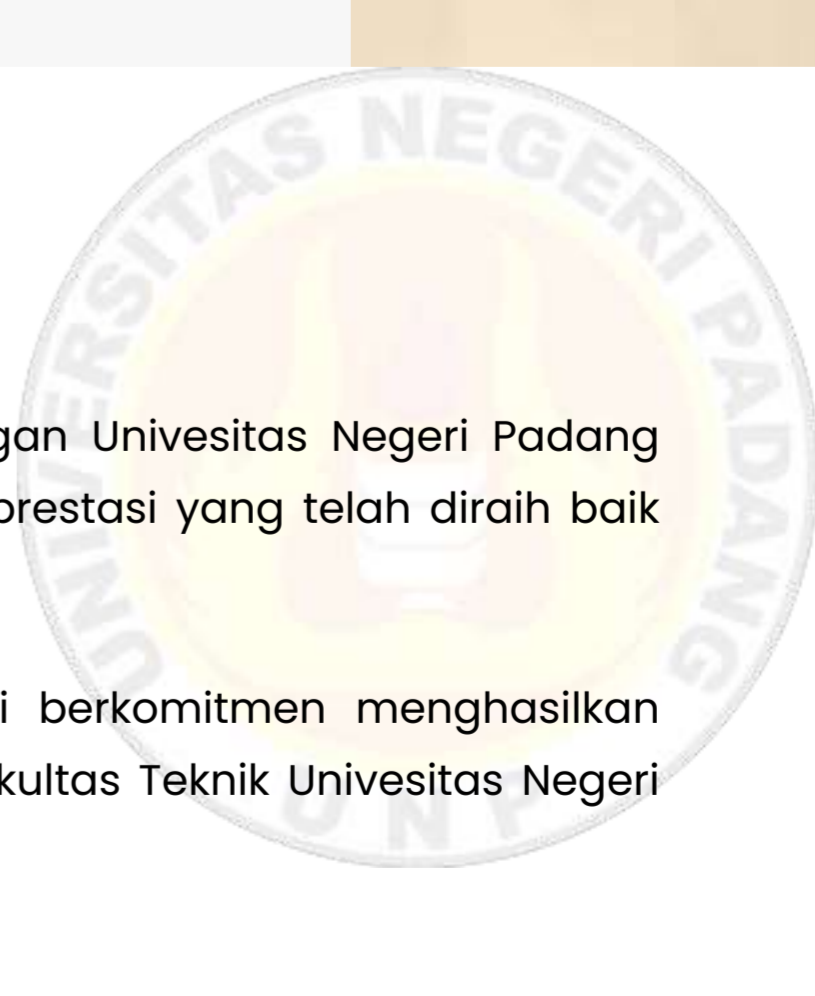 UNIVERSITAS NEGERI PADANG
gan Univesitas Negeri Padang
prestasi yang telah diraih baik
i berkomitmen menghasilkan
kultas Teknik Univesitas Negeri
U N P